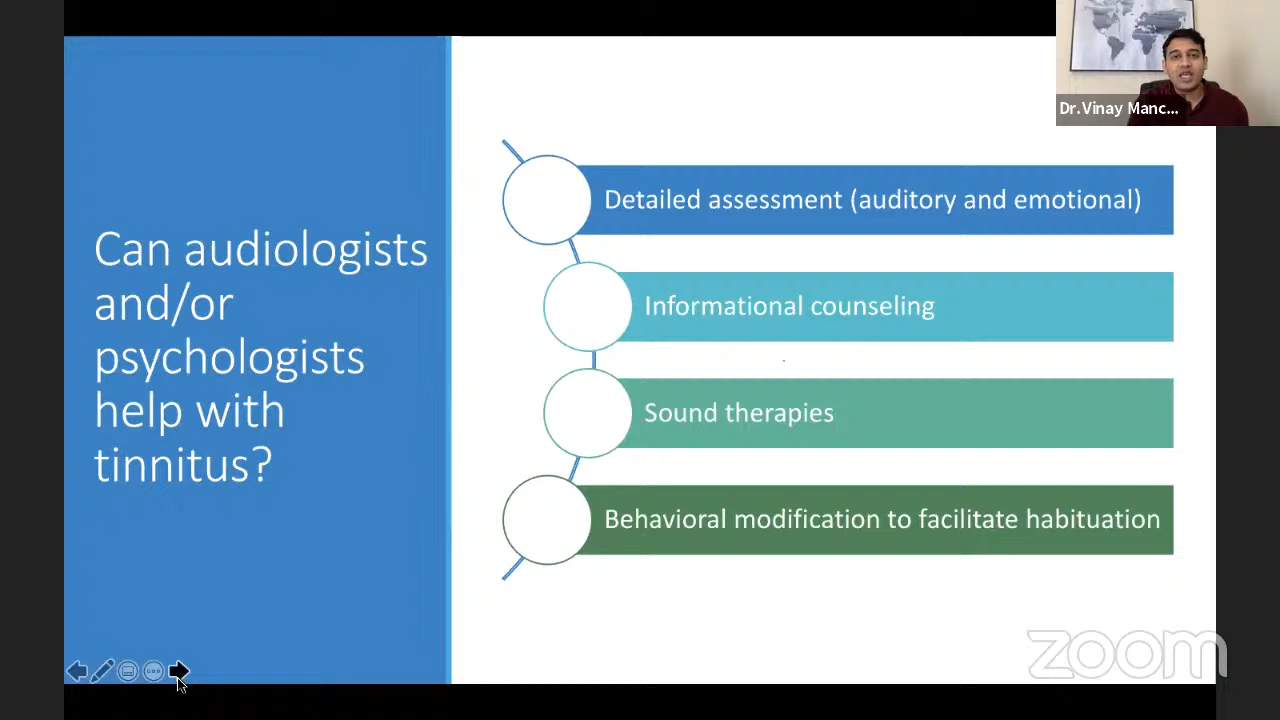 Dr.Vinay Manc...
Can audiologists
and/or
psychologists
help with
tinnitus?
Detailed assessment (auditory and emotional)
Informational counseling
Sound therapies
Behavioral modification to facilitate habituation
zoom